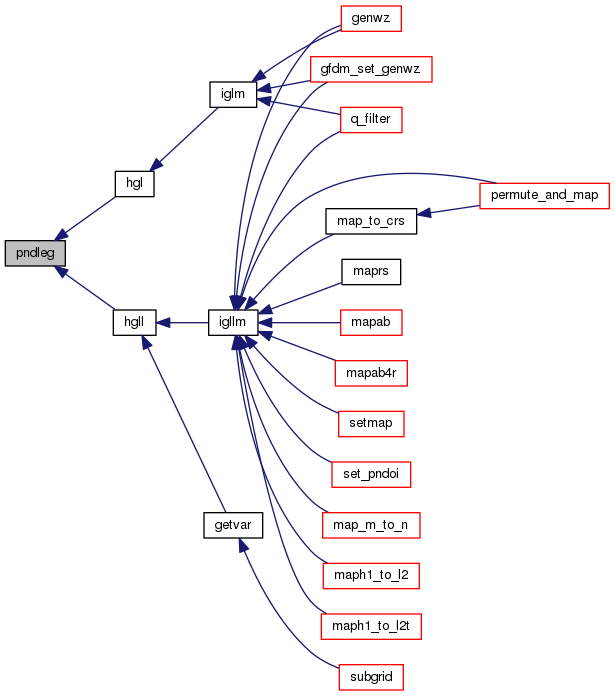 genwz
gfdm_set_genwz
iglm
q_filter
hgl
permute_and_map
map_to_crs
pndleg
maprs
hgll
igllm
mapab
mapab4r
setmap
set_pndoi
getvar
map_m_to_n
maph1_to_l2
maph1_to_l2t
subgrid